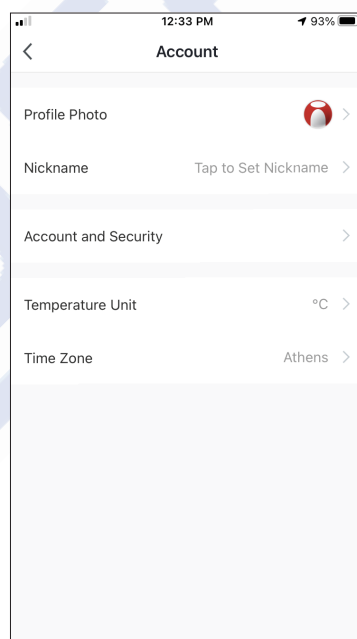 12:33 PM 93%
Account
Profile Photo
Nickname Tap to Set Nickname
Account and Security
Temperature Unit °C
Time Zone Athens